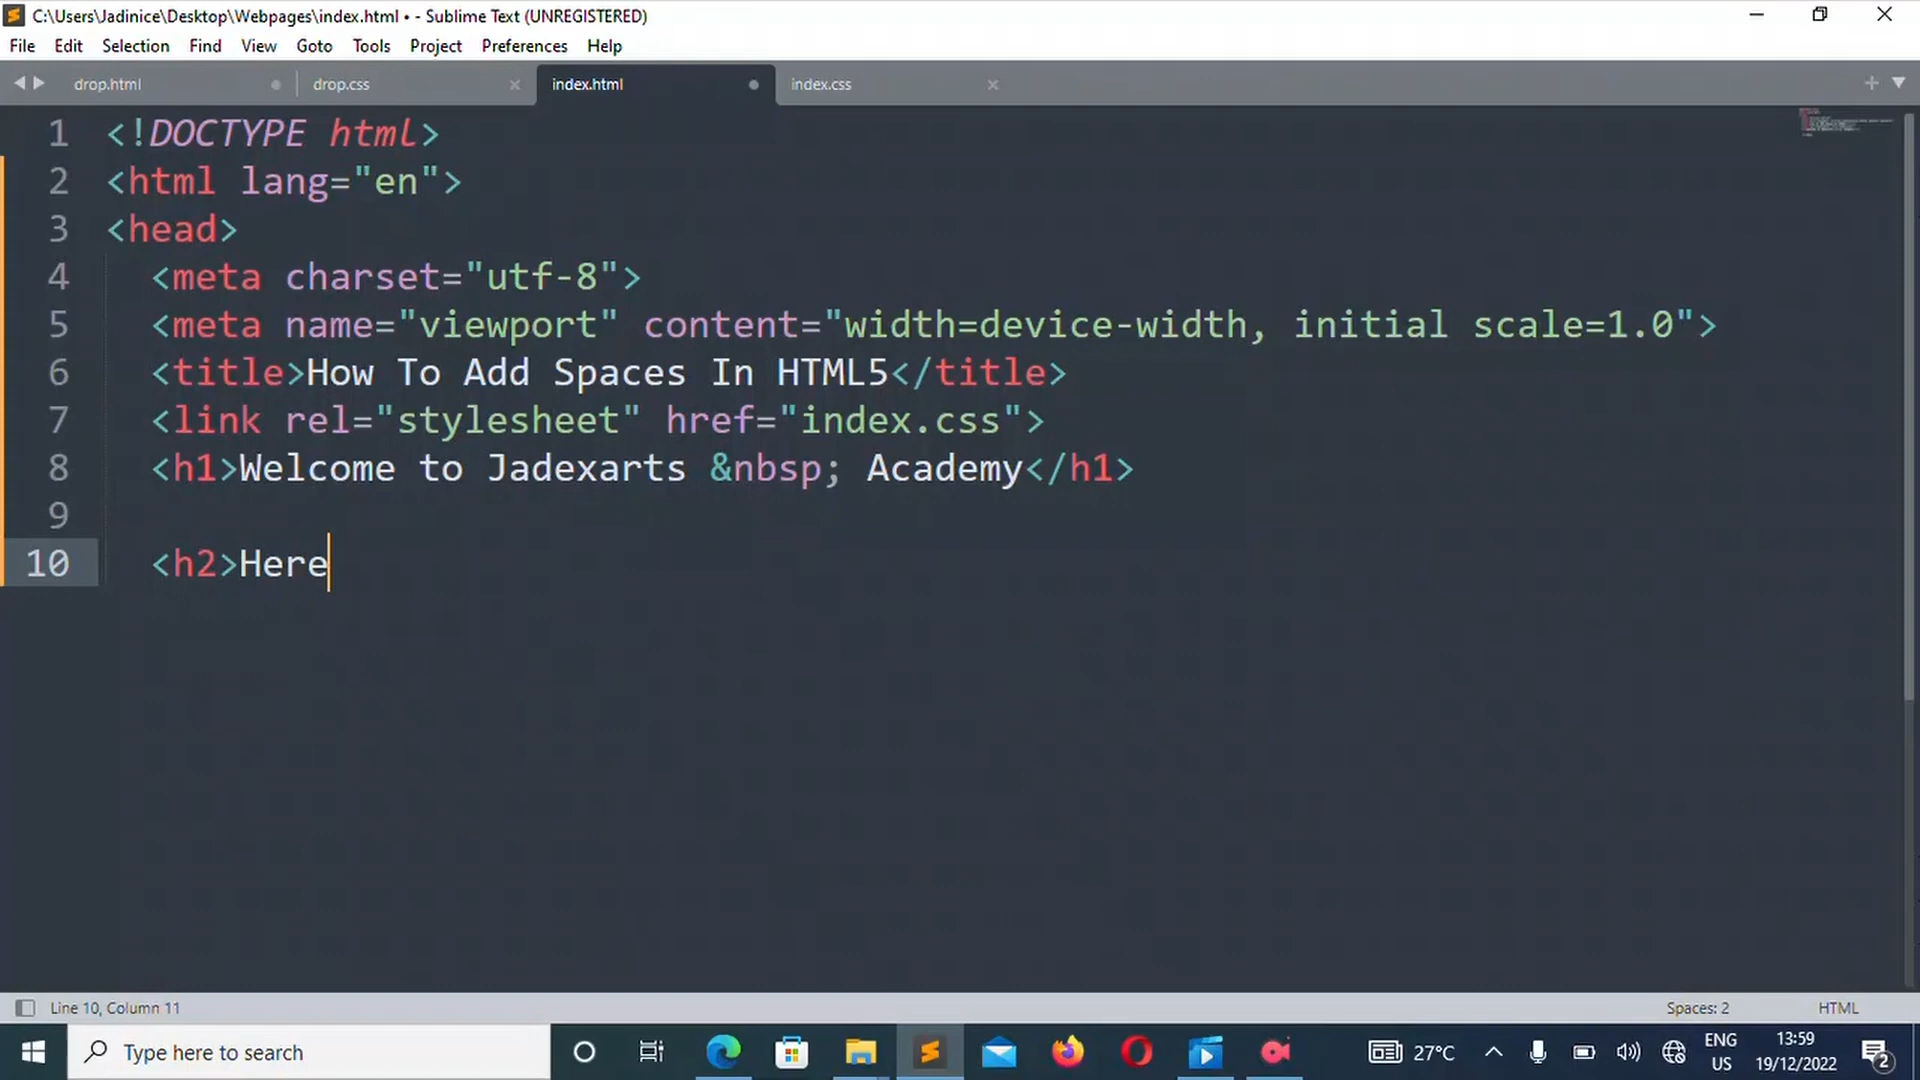 C:\Users\Jadinice\Desktop\Webpages\index.html • - Sublime Text (UNREGISTERED)
File Edit Selection Find View Goto Tools Project Preferences Help
drop.html drop.css index.html index.css
1 <!DOCTYPE html>
2 <html lang="en">
3 <head>
4 <meta charset="utf-8">
5 <meta name="viewport" content="width=device-width, initial scale=1.0">
6 <title>How To Add Spaces In HTML5</title>
7 <link rel="stylesheet" href="index.css">
8 <h1>Welcome to Jadexarts &nbsp; Academy</h1>
9
10 <h2>Here
Line 10, Column 11 Spaces: 2 HTML
Type here to search 27°C ENG 13:59
US 19/12/2022 2